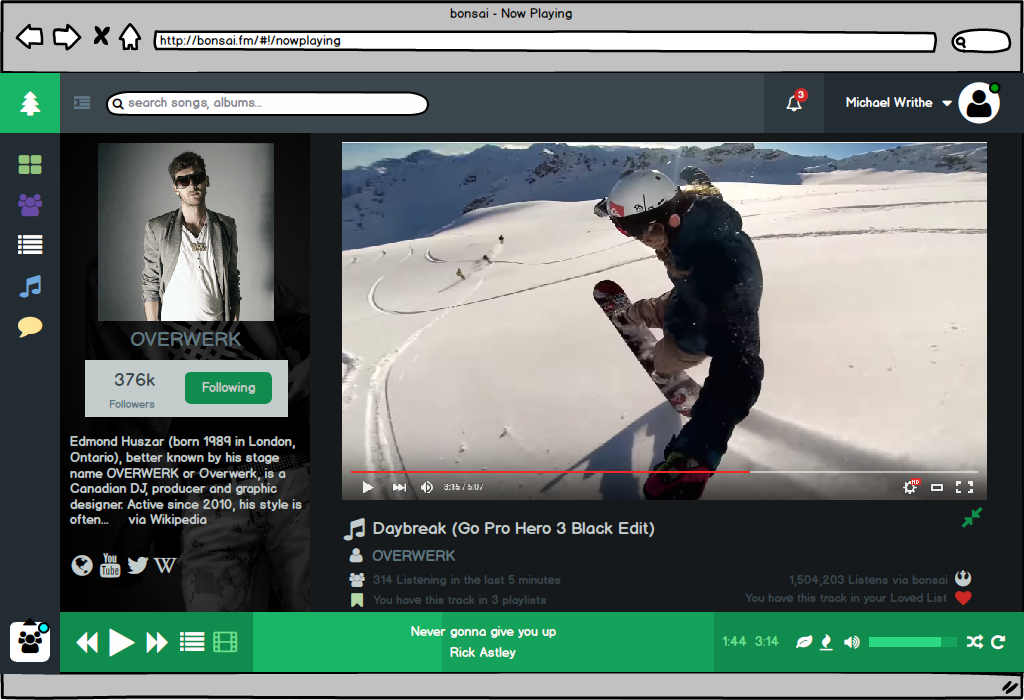 bonsai - Now Playing
http://bonsai.fm/#!/nowplaying
search songs, albums...
3
Michael Writhe
OVERWERK
376k
Followers
Following
Edmond Huszar (born 1989 in London,
Ontario), better known by his stage
name OVERWERK or Overwerk, is a
Canadian DJ, producer and graphic
designer. Active since 2010, his style is
often... via Wikipedia
You
Tube
W
3:15 / 5:07
HD
Daybreak (Go Pro Hero 3 Black Edit)
OVERWERK
314 Listening in the last 5 minutes
1,504,203 Listens via bonsai
You have this track in 3 playlists
You have this track in your Loved List
Never gonna give you up
Rick Astley
1:44 3:14